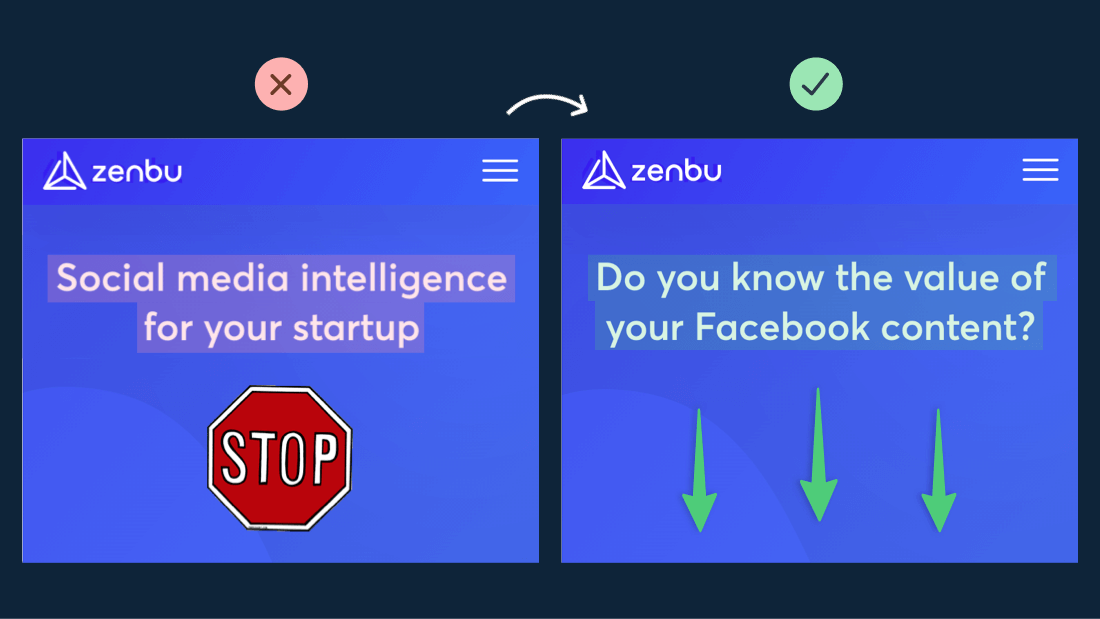 zenbu
Social media intelligence
for your startup
STOP
zenbu
Do you know the value of
your Facebook content?